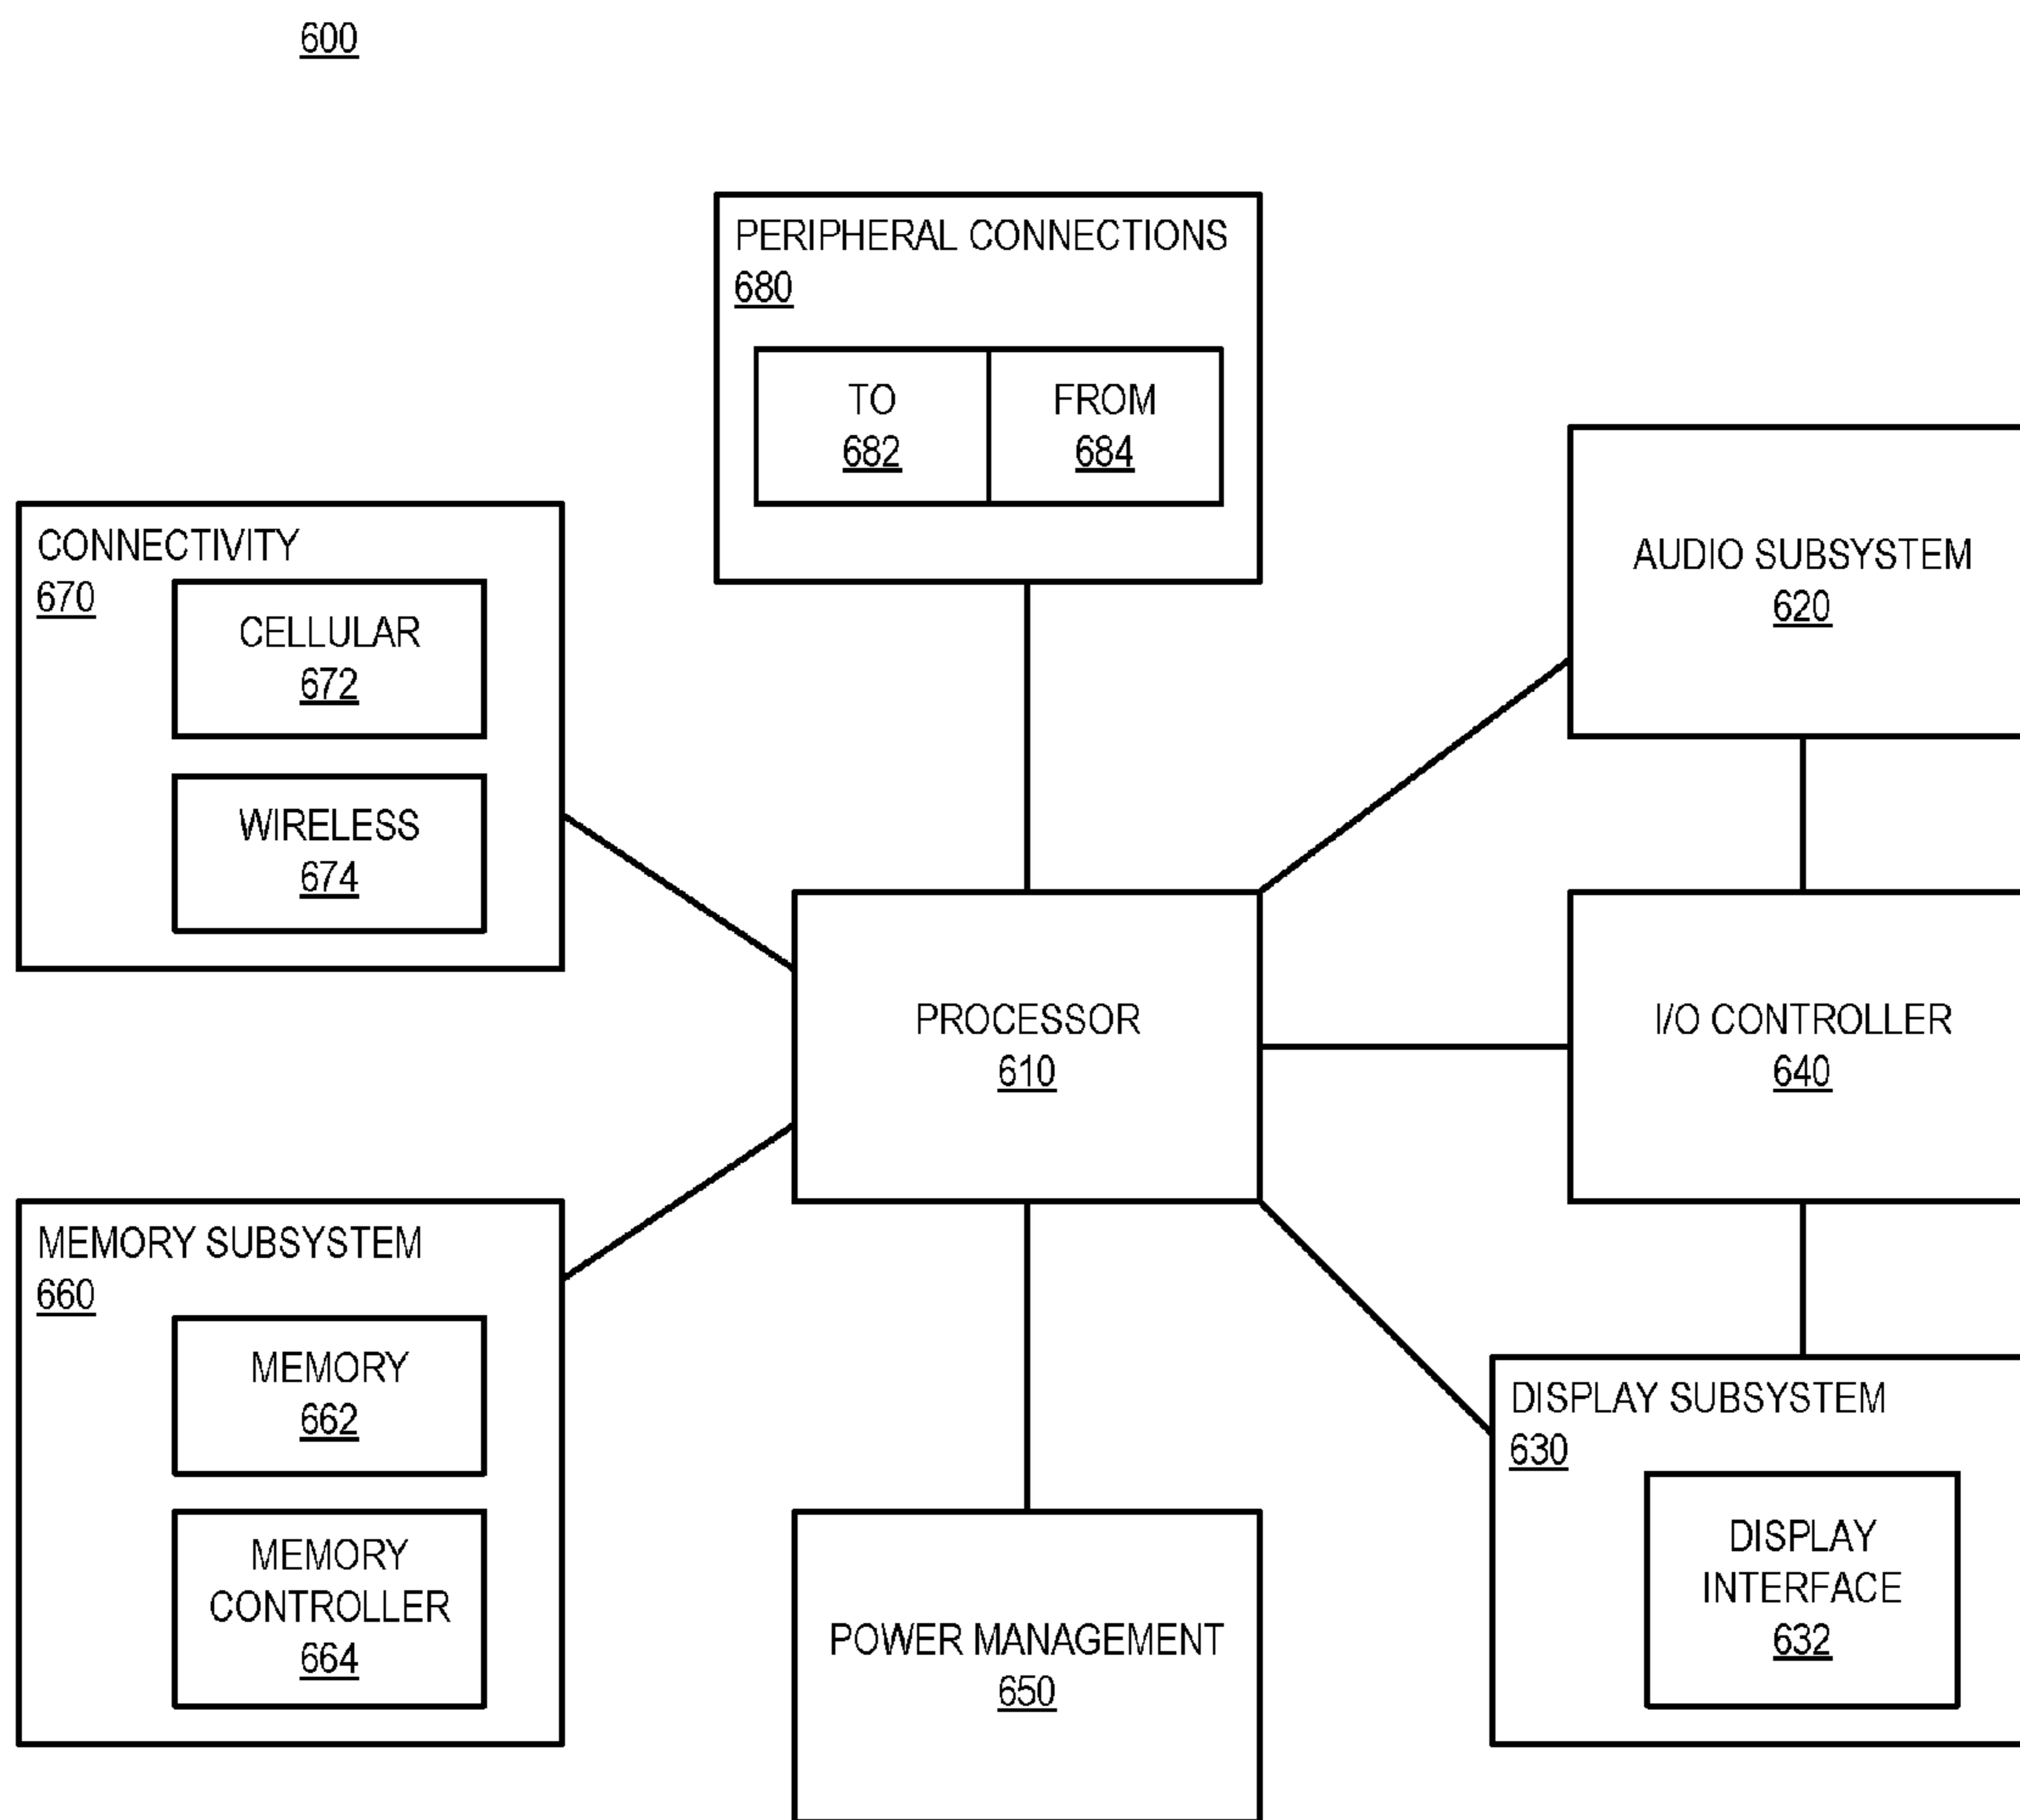 600
PERIPHERAL CONNECTIONS
680
TO
682
FROM
684
CONNECTIVITY
670
CELLULAR
672
WIRELESS
674
AUDIO SUBSYSTEM
620
PROCESSOR
610
I/O CONTROLLER
640
MEMORY SUBSYSTEM
660
MEMORY
662
MEMORY
CONTROLLER
664
POWER MANAGEMENT
650
DISPLAY SUBSYSTEM
630
DISPLAY
INTERFACE
632